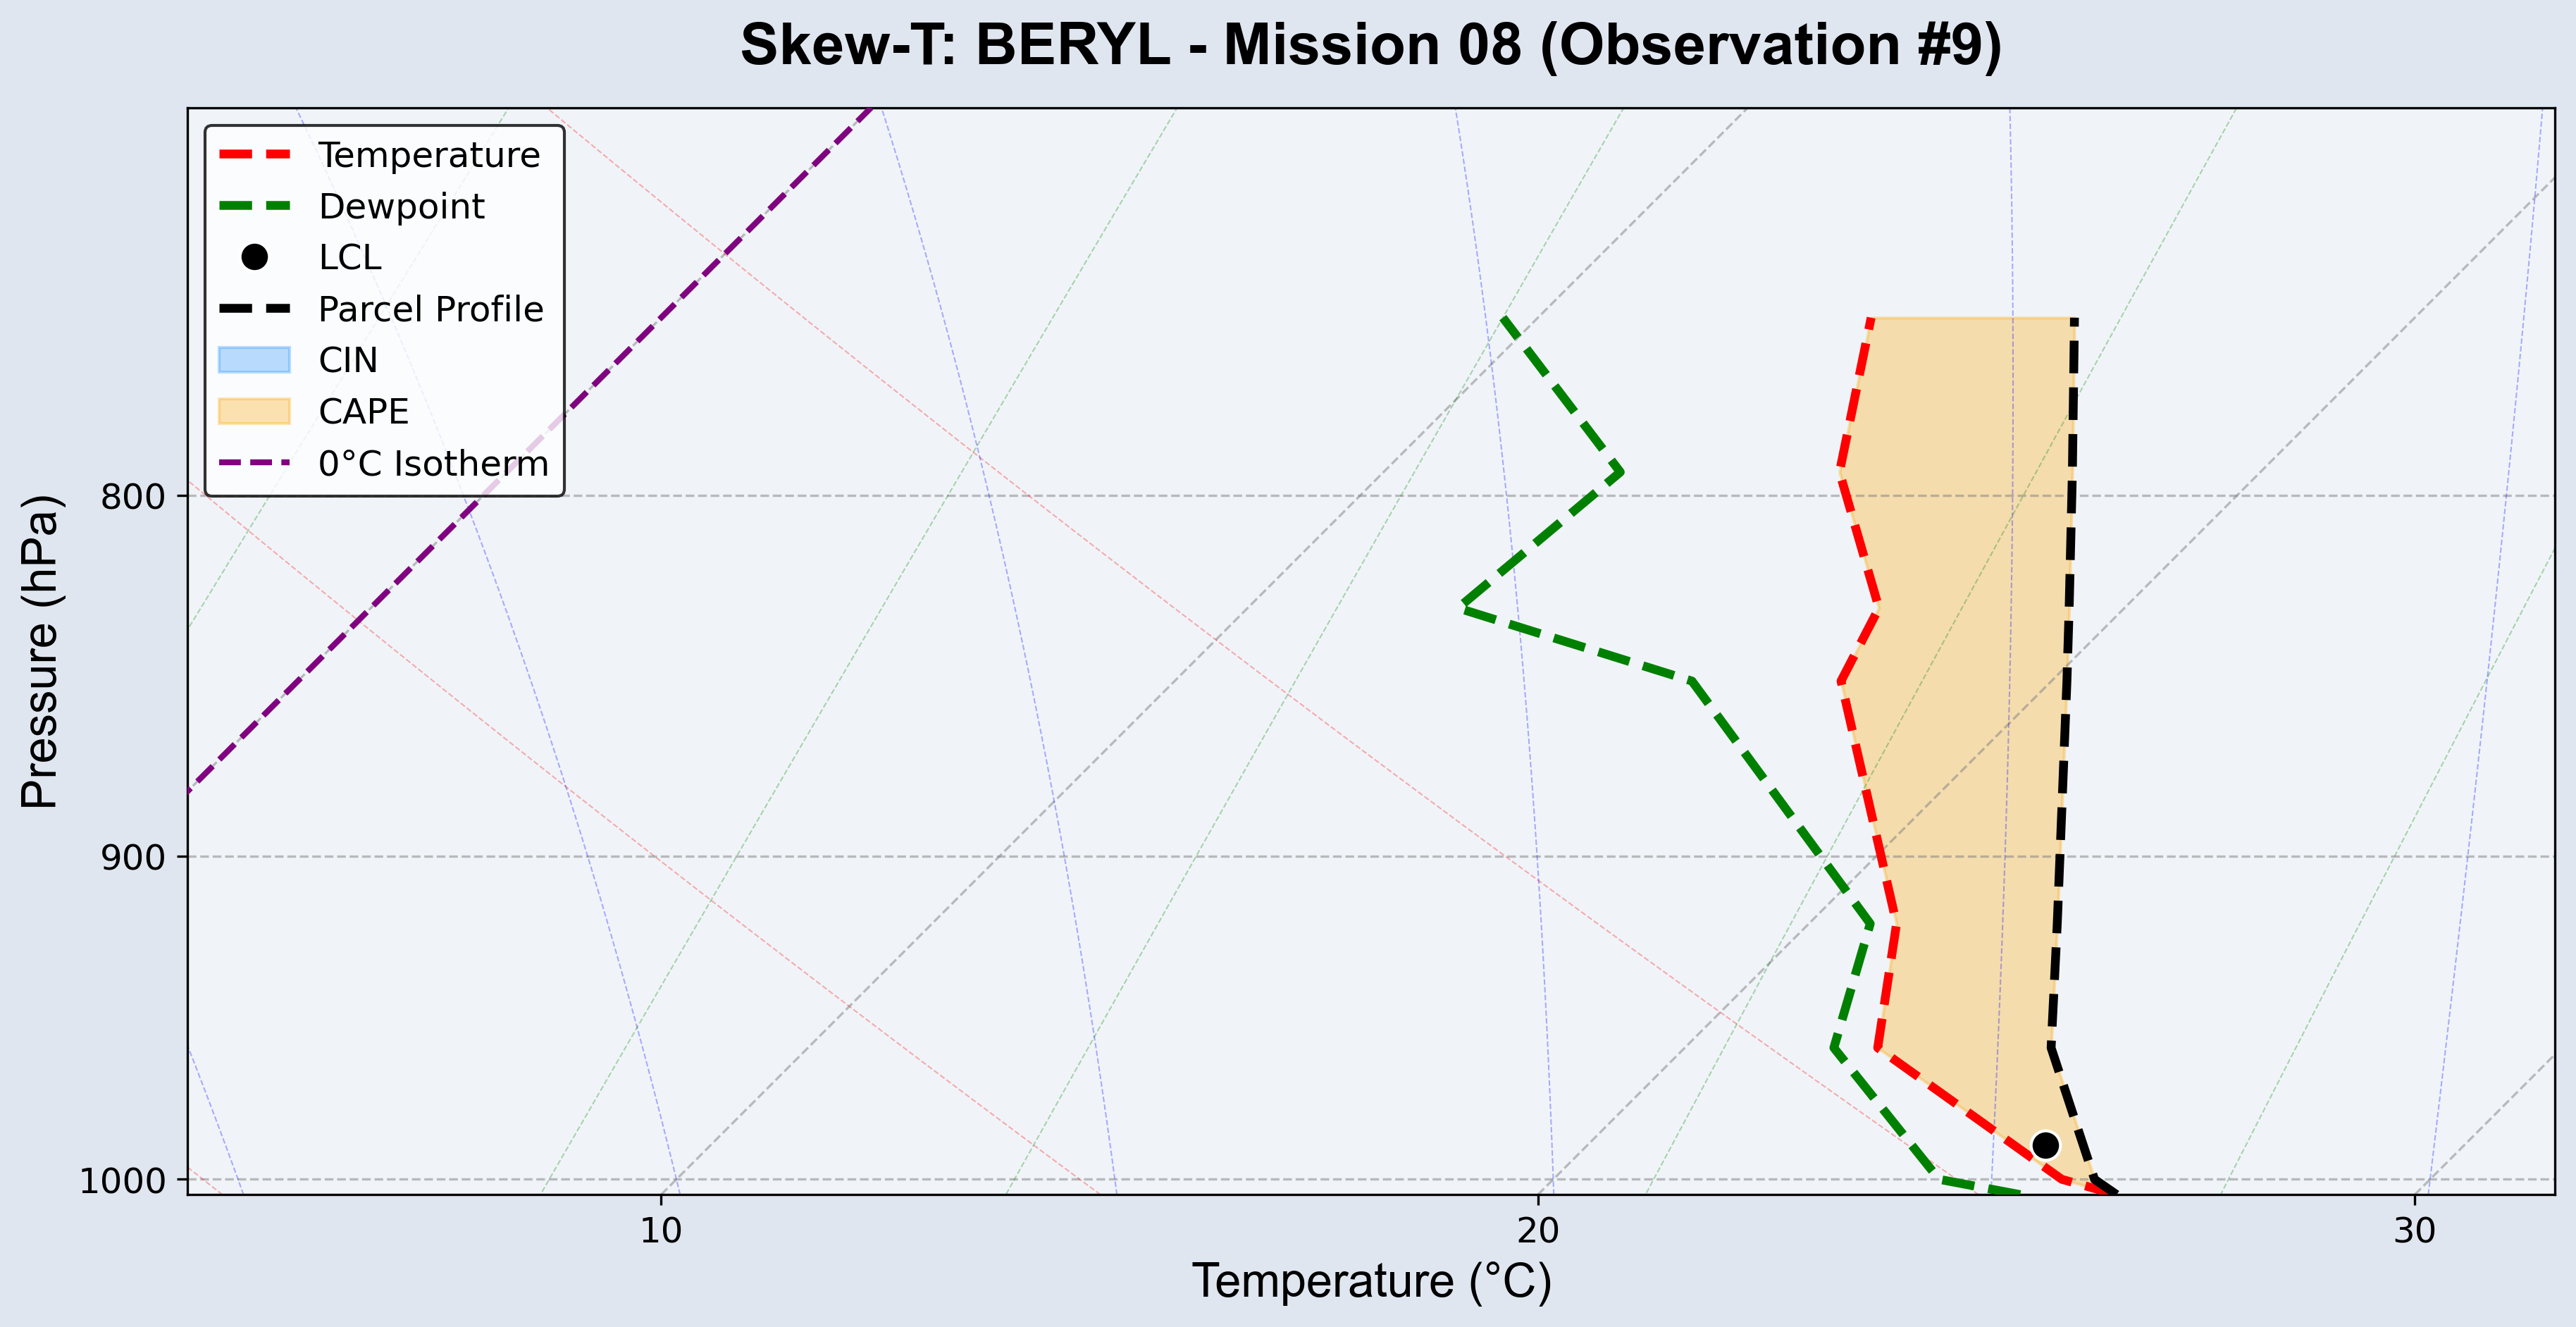 Skew-T: BERYL - Mission 08 (Observation #9)
Temperature
Dewpoint
LCL
Parcel Profile
CIN
CAPE
0°C Isotherm
Pressure (hPa)
800
900
1000
10
20
30
Temperature (°C)